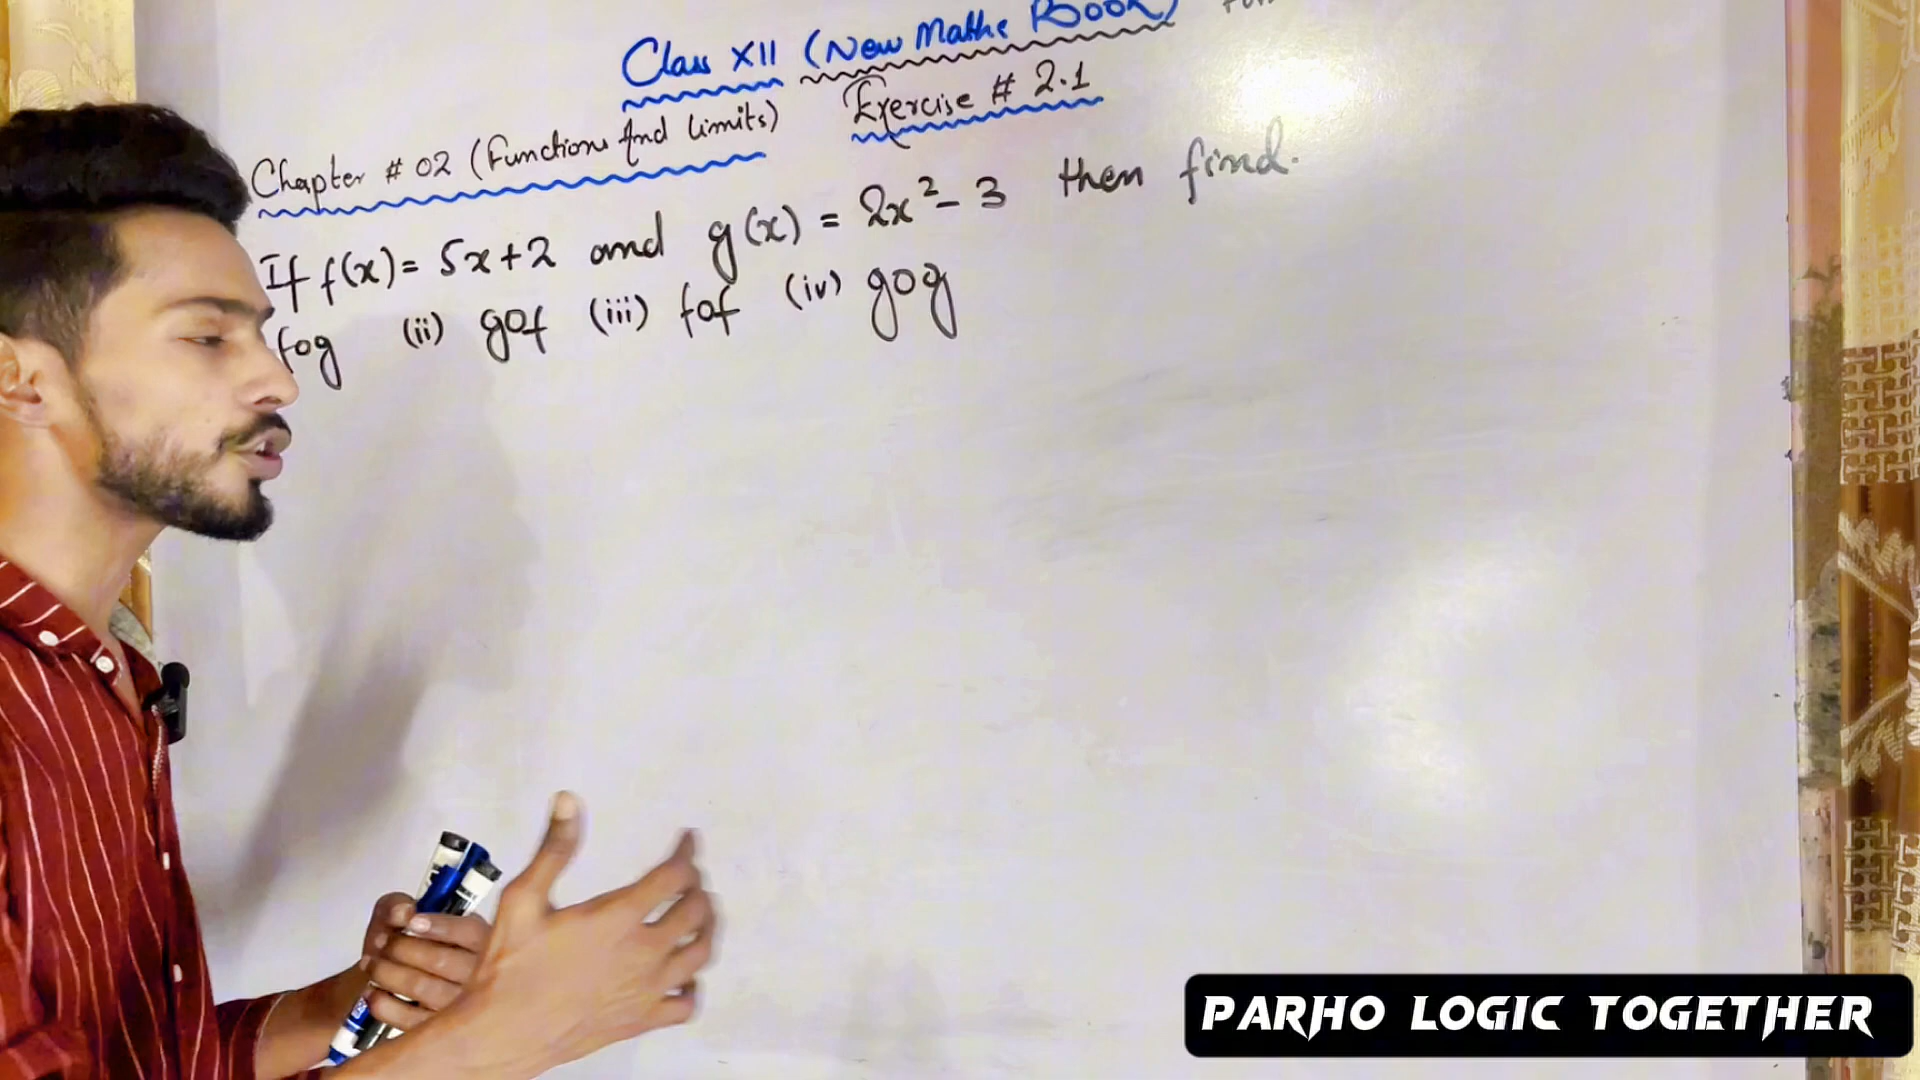 Class XII (New Maths Book)
Chapter # 02 (Functions And Limits) Exercise # 2.1
If f(x) = 5x+2 and g(x) = 2x²-3 then find.
fog (ii) gof (iii) fof (iv) gog
PARHO LOGIC TOGETHER